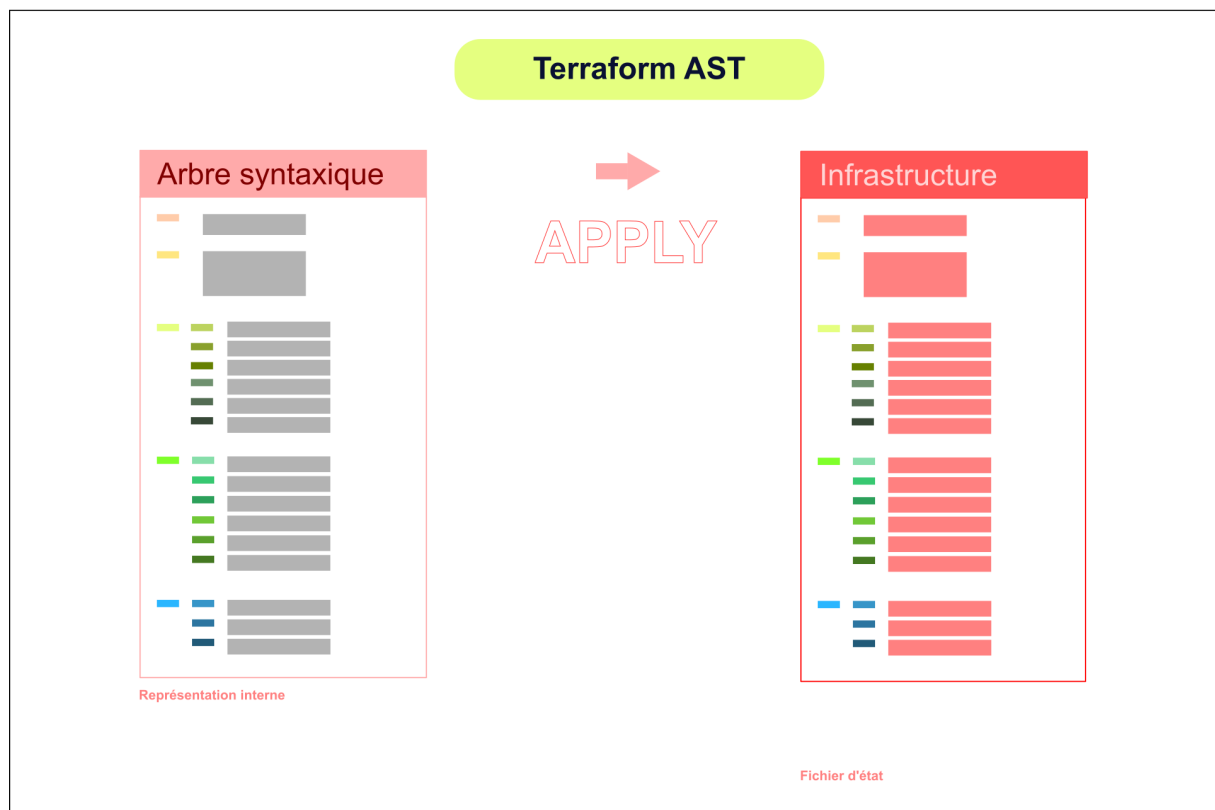 Terraform AST
Arbre syntaxique
Infrastructure
APPLY
Représentation interne
Fichier d'état